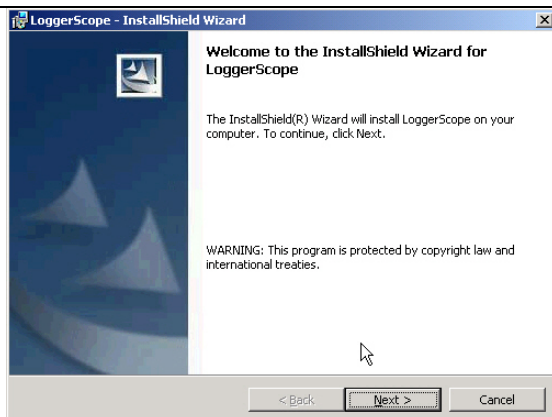 LoggerScope - InstallShield Wizard
Welcome to the InstallShield Wizard for
LoggerScope
The InstallShield(R) Wizard will install LoggerScope on your
computer. To continue, click Next.
WARNING: This program is protected by copyright law and
international treaties.
< Back Next > Cancel